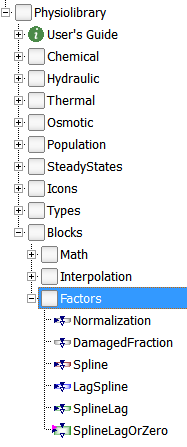 Physiolibrary
User's Guide
Chemical
Hydraulic
Thermal
Osmotic
Population
SteadyStates
Icons
Types
Blocks
Math
Interpolation
Factors
Normalization
DamagedFraction
Spline
LagSpline
SplineLag
SplineLagOrZero